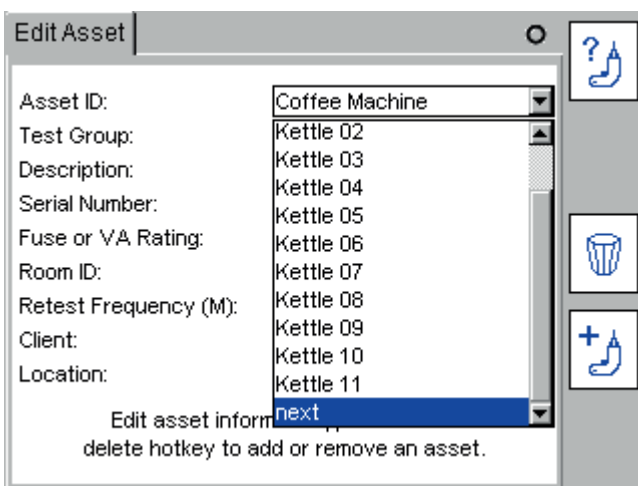 Edit Asset
Asset ID: Coffee Machine
Test Group: Kettle 02
Kettle 03
Description: Kettle 04
Serial Number: Kettle 05
Fuse or VA Rating: Kettle 06
Room ID: Kettle 07
Retest Frequency (M): Kettle 08
Client: Kettle 09
Kettle 10
Location: Kettle 11
next
Edit asset inform
delete hotkey to add or remove an asset.
?
+